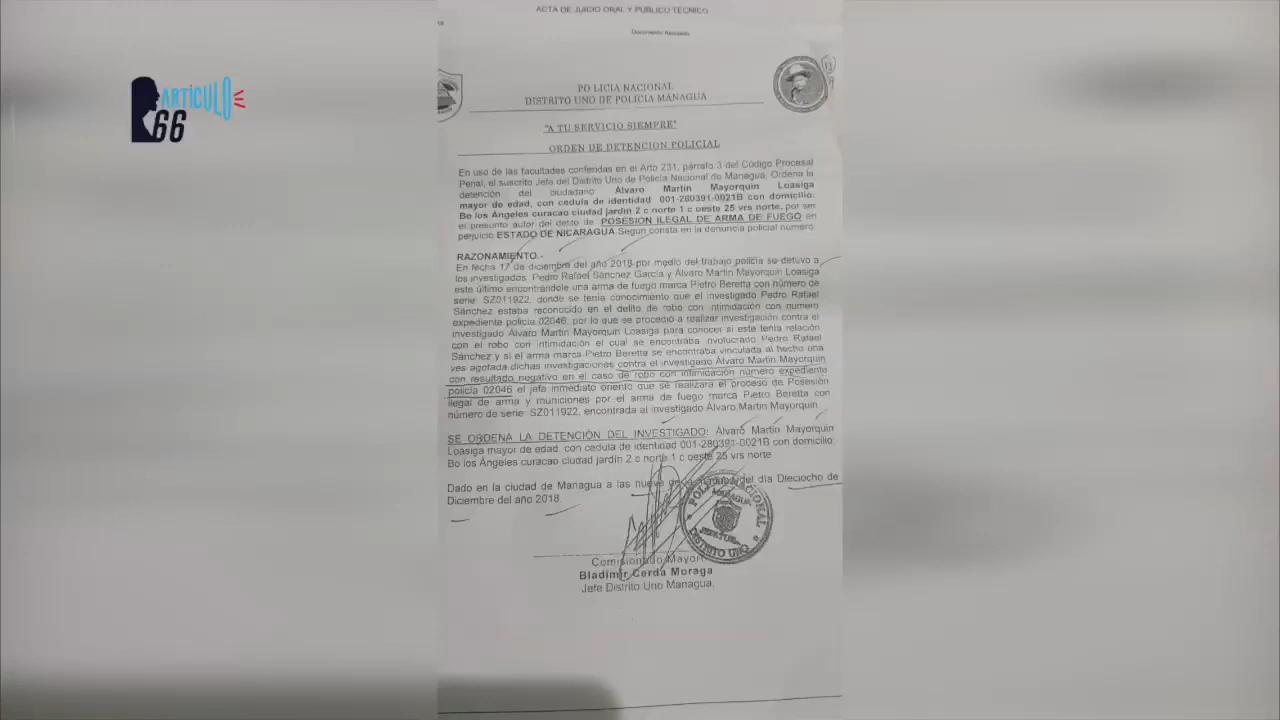 ACTA DE JUICIO ORAL Y PUBLICO TÉCNICO
Documento Asociado
ARTÍCULO
66
POLICIA NACIONAL
DISTRITO UNO DE POLICIA MANAGUA
"A TU SERVICIO SIEMPRE"
ORDEN DE DETENCION POLICIAL
En uso de las facultades conferidas en el Arto 231, párrafo 3 del Código Procesal
Penal, el suscrito Jefa del Distrito Uno de Policía Nacional de Managua, Ordena la
detención del ciudadano: Álvaro Martin Mayorquin Loasiga
mayor de edad, con cedula de identidad 001-280391-0021B con domicilio:
Bo los Ángeles curacao ciudad jardín 2 c norte 1 c oeste 25 vrs norte, por ser
el presunto autor del delito de POSESION ILEGAL DE ARMA DE FUEGO en
perjuicio ESTADO DE NICARAGUA Segun consta en la denuncia policial número:
RAZONAMIENTO.-
En fecha 17 de diciembre del año 2018 por medio del trabajo policía se detuvo a
los investigados: Pedro Rafael Sánchez García y Álvaro Martin Mayorquin Loasiga
este último encontrándole una arma de fuego marca Pietro Beretta con número de
serie: SZ011922, donde se tenia conocimiento que el investigado Pedro Rafael
Sánchez estaba reconocido en el delito de robo con intimidación con numero
expediente policía 02046, por lo que se procedió a realizar investigación contra el
investigado Álvaro Martin Mayorquin Loasiga para conocer si este tenía relación
con el robo con intimidación el cual se encontraba involucrado Pedro Rafael
Sánchez y si el arma marca Pietro Beretta se encontraba vinculada al hecho una
ves agotada dichas investigaciones contra el investigado Álvaro Martin Mayorquin
con resultado negativo en el caso de robo con intimidación número expediente
policía 02046 el jefe inmediato oriento que se realizara el proceso de Posesión
ilegal de arma y municiones por el arma de fuego marca Pietro Beretta con
número de serie: SZ011922, encontrada al investigado Álvaro Martin Mayorquin.
SE ORDENA LA DETENCIÓN DEL INVESTIGADO: Álvaro Martin Mayorquin
Loasiga mayor de edad, con cedula de identidad 001-280391-0021B con domicilio:
Bo los Ángeles curacao ciudad jardín 2 c norte 1 c oeste 25 vrs norte
Dado en la ciudad de Managua a las nueve del día Dieciocho de
Diciembre del año 2018.
POLICIA NACIONAL
MANAGUA
JEFATURA
DISTRITO UNO
Comisionado Mayor
Bladimir Cerda Moraga
Jefe Distrito Uno Managua.